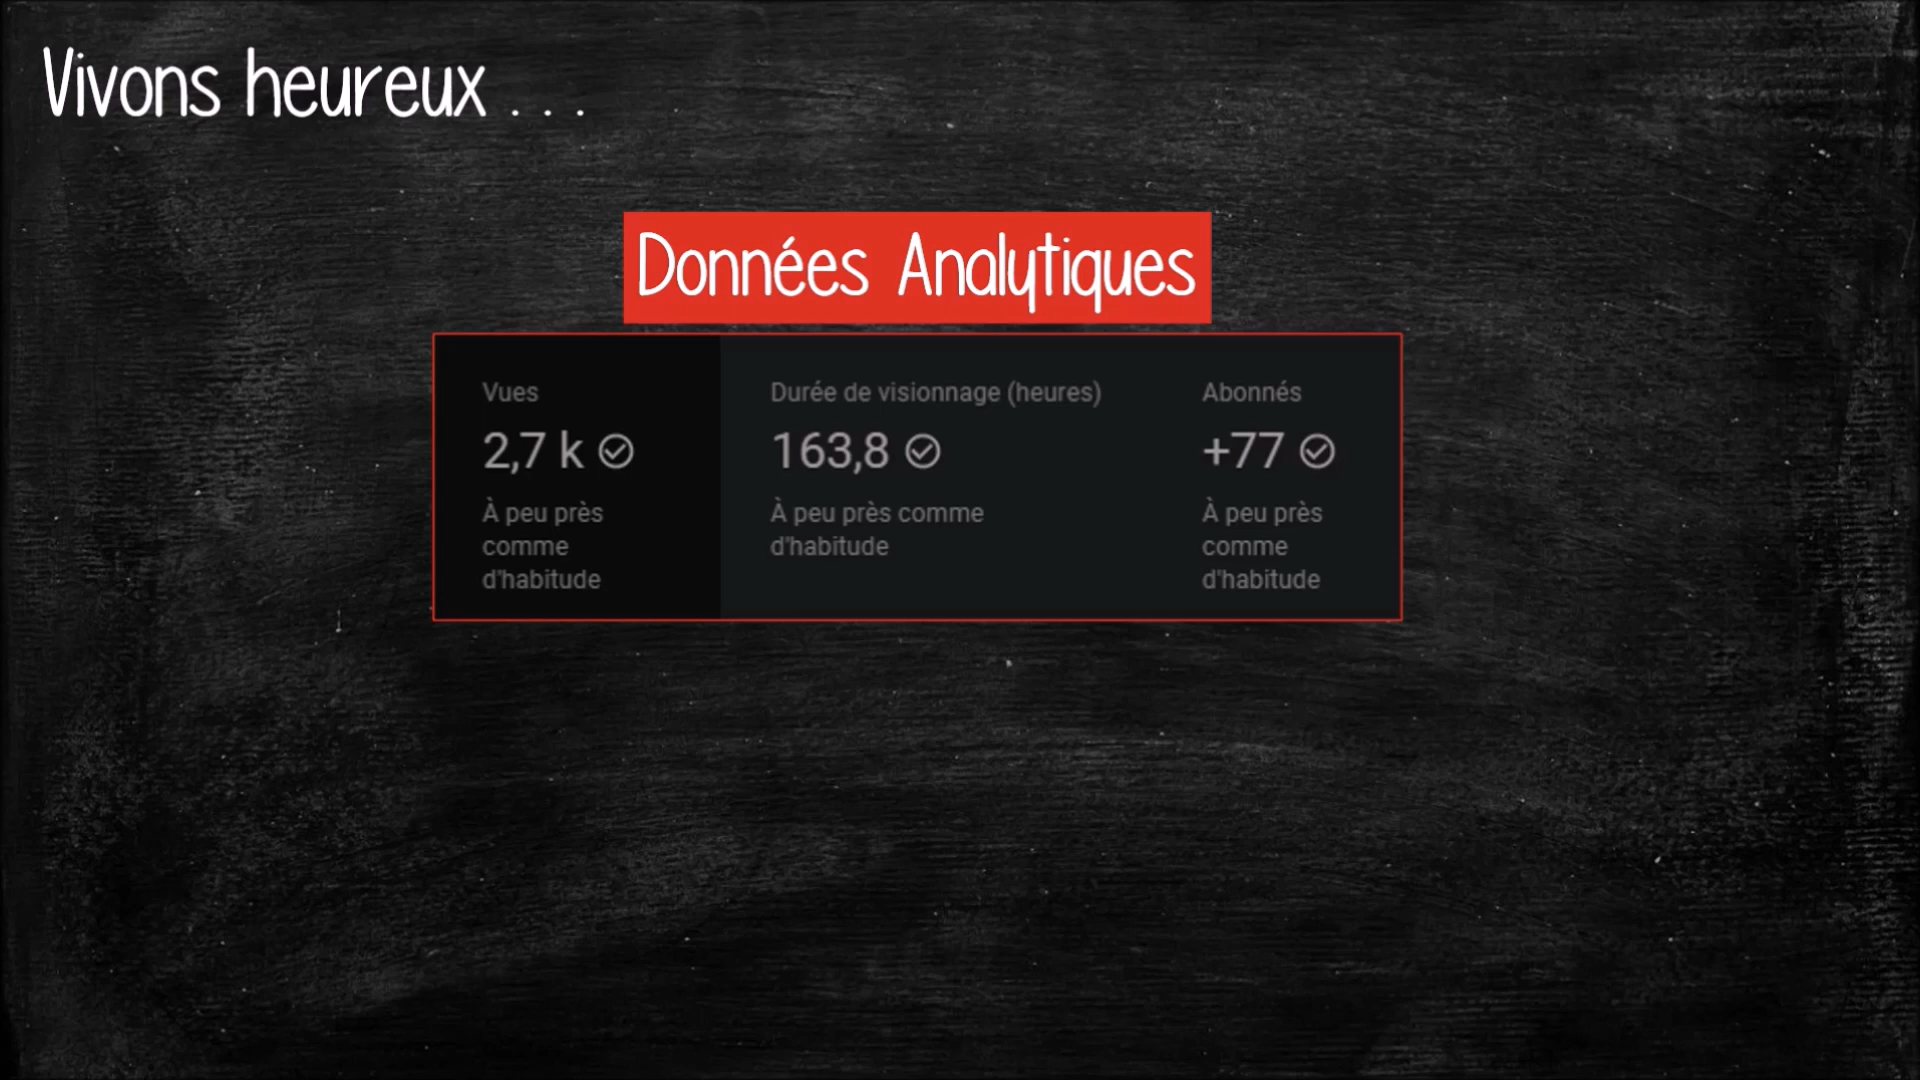 Vivons heureux . . .
Données Analytiques
Vues
2,7 k
À peu près
comme
d'habitude
Durée de visionnage (heures)
163,8
À peu près comme
d'habitude
Abonnés
+77
À peu près
comme
d'habitude